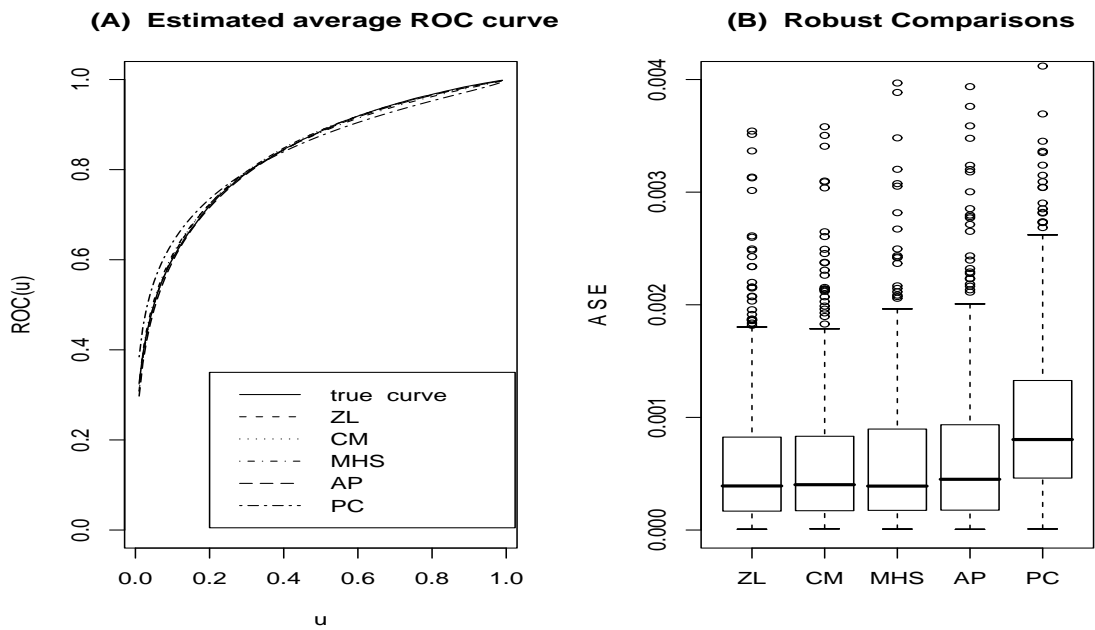 (A) Estimated average ROC curve
ROC(u)
1.0
0.8
0.6
0.4
0.2
0.0
true curve
ZL
CM
MHS
AP
PC
0.0 0.2 0.4 0.6 0.8 1.0
u
(B) Robust Comparisons
ASE
0.004
0.003
0.002
0.001
0.000
ZL CM MHS AP PC